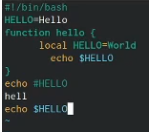 #!/bin/bash
HELLO=Hello
function hello {
local HELLO=World
echo $HELLO
}
echo #HELLO
hell
echo $HELLO
~